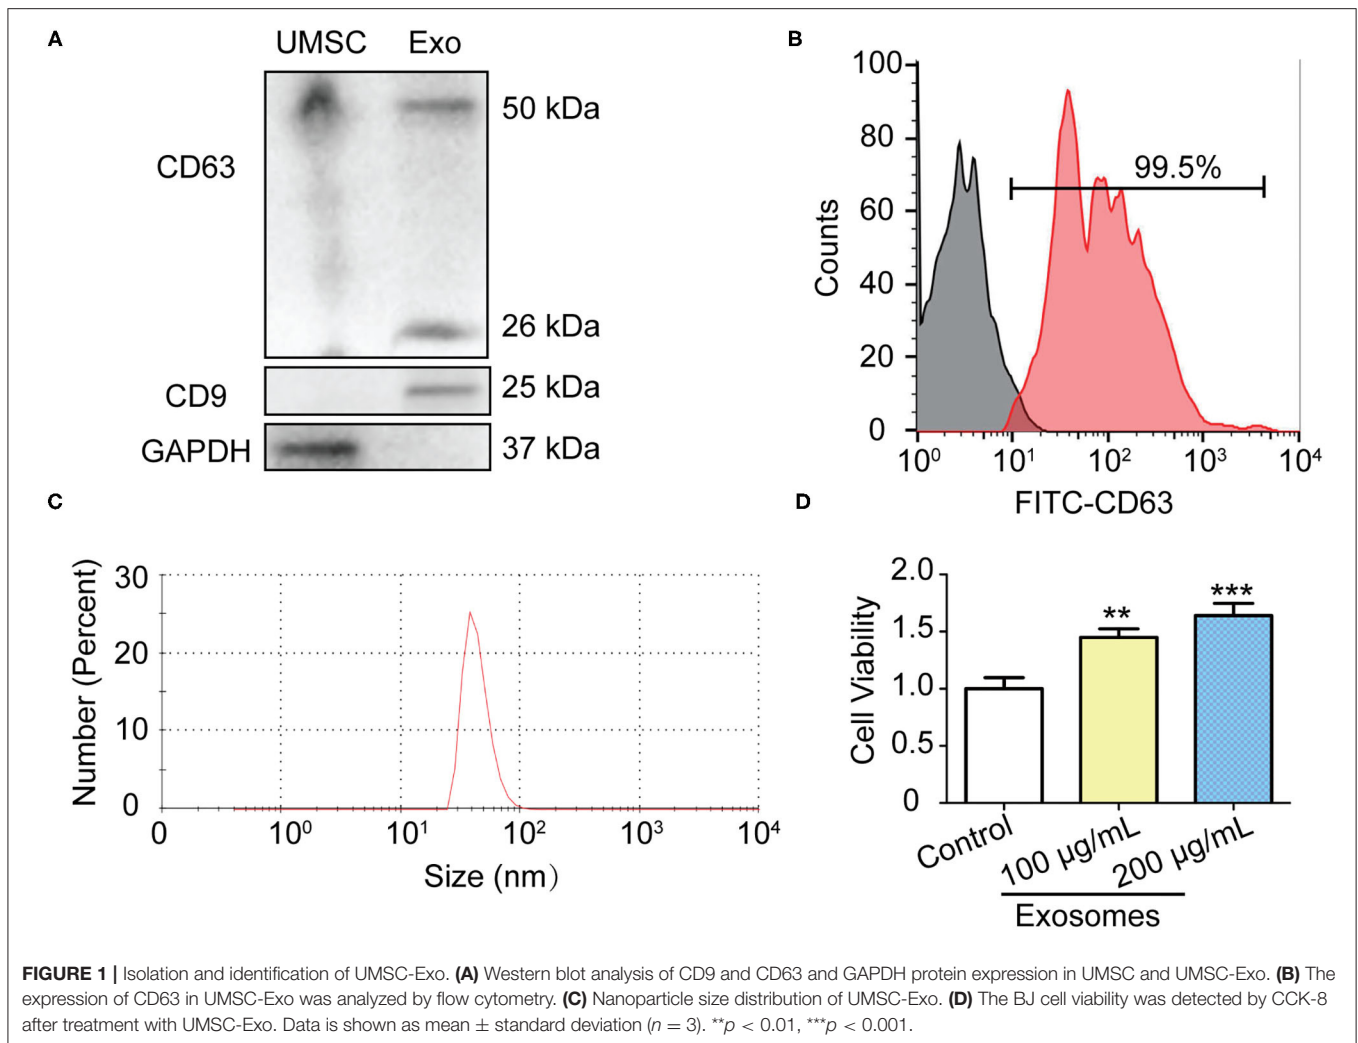 A
UMSC Exo
CD63
50 kDa
26 kDa
CD9
25 kDa
GAPDH
37 kDa
B
100
80
60
40
20
0
Counts
99.5%
10⁰ 10¹ 10² 10³ 10⁴
FITC-CD63
C
30
20
10
0
Number (Percent)
0 10⁰ 10¹ 10² 10³ 10⁴
Size (nm)
D
2.0
1.5
1.0
0.5
0
Cell Viability
**
***
Control
100 µg/mL
200 µg/mL
Exosomes
FIGURE 1 | Isolation and identification of UMSC-Exo. (A) Western blot analysis of CD9 and CD63 and GAPDH protein expression in UMSC and UMSC-Exo. (B) The
expression of CD63 in UMSC-Exo was analyzed by flow cytometry. (C) Nanoparticle size distribution of UMSC-Exo. (D) The BJ cell viability was detected by CCK-8
after treatment with UMSC-Exo. Data is shown as mean ± standard deviation (n = 3). **p < 0.01, ***p < 0.001.